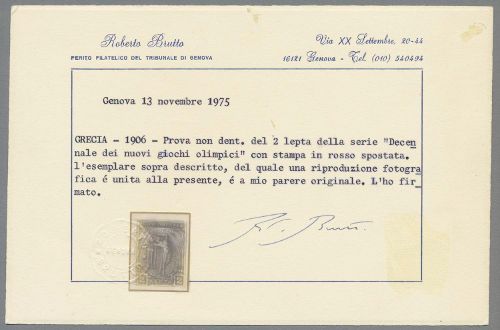 Roberto Brutto
PERITO FILATELICO DEL TRIBUNALE DI GENOVA
Via XX Settembre, 20-44
16121 Genova - Tel. (010) 540494
Genova 13 novembre 1975
GRECIA - 1906 - Prova non dent. del 2 lepta della serie "Decen
nale dei nuovi giochi olimpici" con stampa in rosso spostata.
l'esemplare sopra descritto, del quale una riproduzione fotogra
fica é unita alla presente, é a mio parere originale. L'ho fir
mato.